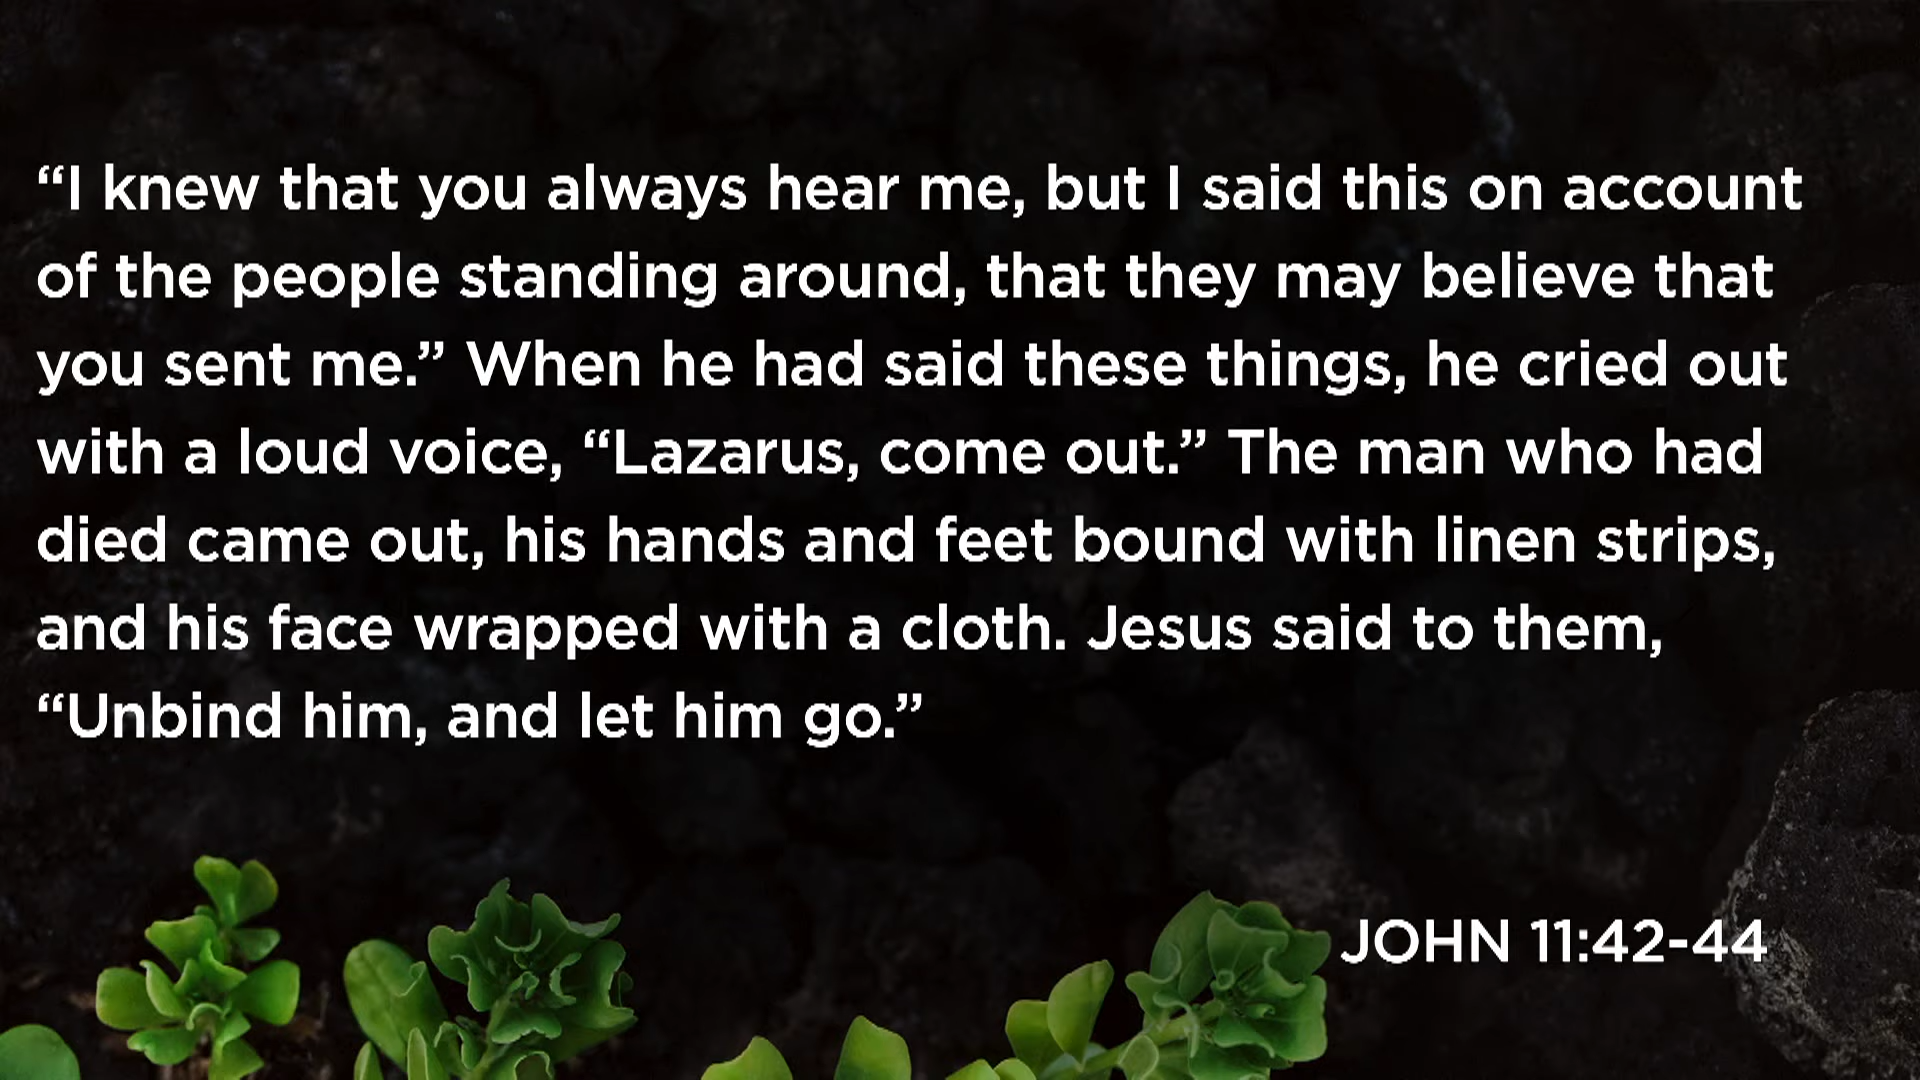 “I knew that you always hear me, but I said this on account
of the people standing around, that they may believe that
you sent me.” When he had said these things, he cried out
with a loud voice, “Lazarus, come out.” The man who had
died came out, his hands and feet bound with linen strips,
and his face wrapped with a cloth. Jesus said to them,
“Unbind him, and let him go.”
JOHN 11:42-44